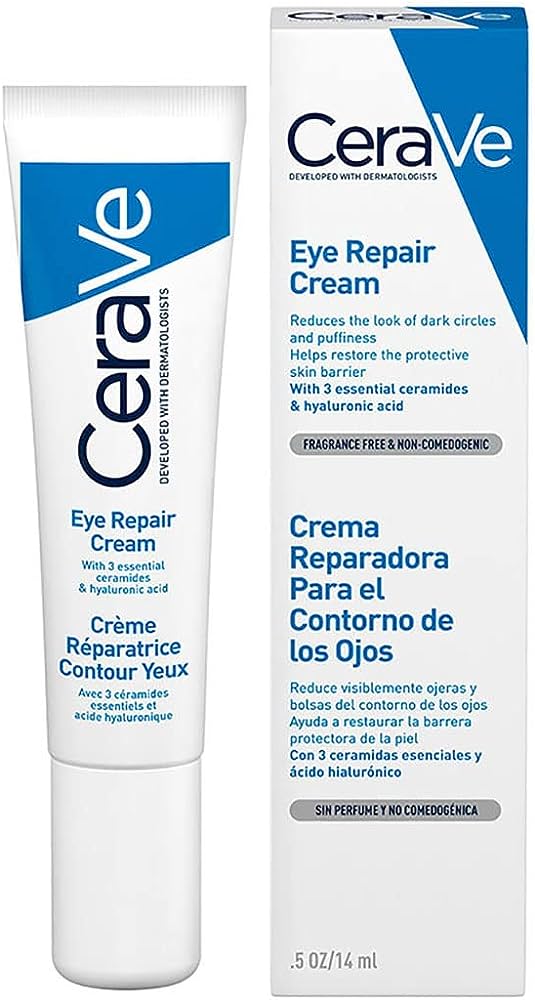 CeraVe
DEVELOPED WITH DERMATOLOGISTS
Eye Repair
Cream
With 3 essential
ceramides
& hyaluronic acid
Crème
Réparatrice
Contour Yeux
Avec 3 céramides
essentiels et
acide hyaluronique
CeraVe
DEVELOPED WITH DERMATOLOGISTS
Eye Repair
Cream
Reduces the look of dark circles
and puffiness
Helps restore the protective
skin barrier
With 3 essential ceramides
& hyaluronic acid
FRAGRANCE FREE & NON-COMEDOGENIC
Crema
Reparadora
Para el
Contorno de
los Ojos
Reduce visiblemente ojeras y
bolsas del contorno de los ojos
Ayuda a restaurar la barrera
protectora de la piel
Con 3 ceramidas esenciales y
ácido hialurónico
SIN PERFUME Y NO COMEDOGÉNICA
.5 OZ/14 ml